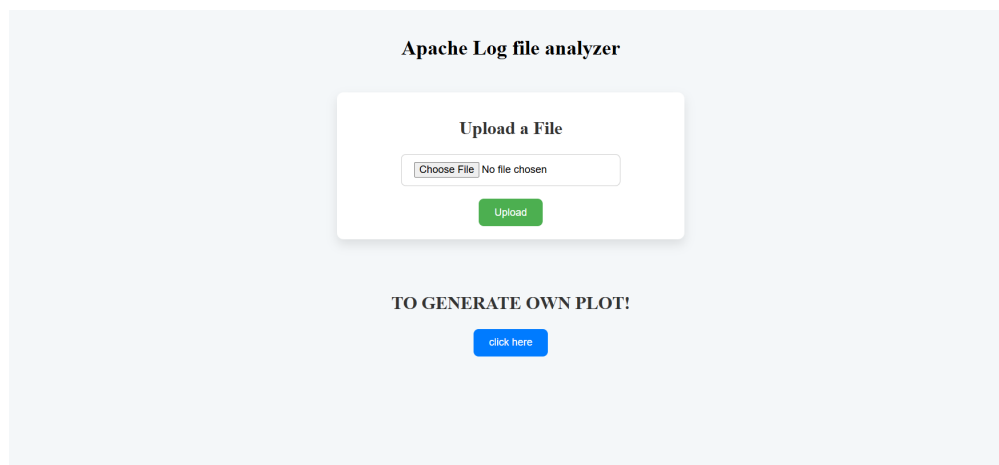 Apache Log file analyzer
Upload a File
Choose File No file chosen
Upload
TO GENERATE OWN PLOT!
click here